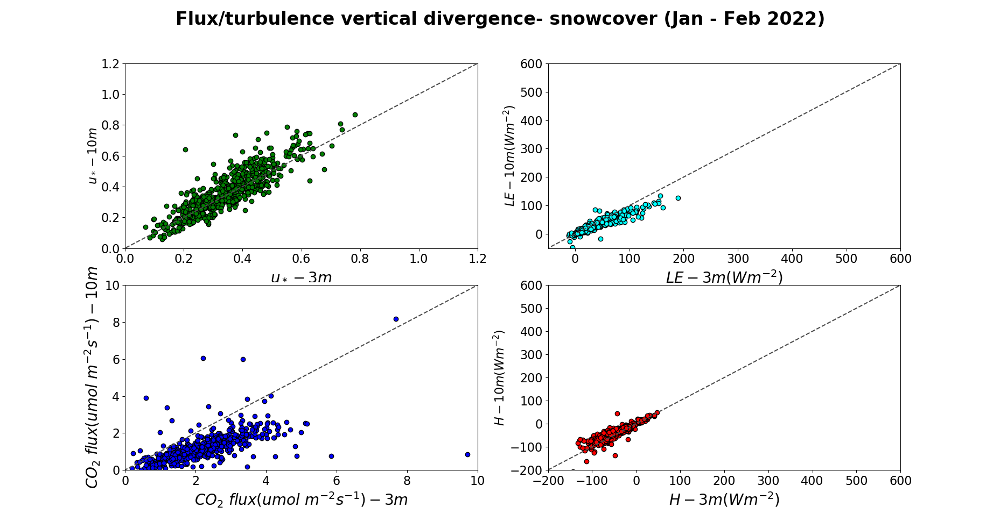 Flux/turbulence vertical divergence- snowcover (Jan - Feb 2022)
1.2
1.0
0.8
0.6
0.4
0.2
0.0
u* − 10m
0.0 0.2 0.4 0.6 0.8 1.0 1.2
u* − 3m
600
500
400
300
200
100
0
LE − 10m(Wm⁻²)
0 100 200 300 400 500 600
LE − 3m(Wm⁻²)
10
8
6
4
2
0
CO₂ flux(umol m⁻²s⁻¹) − 10m
0 2 4 6 8 10
CO₂ flux(umol m⁻²s⁻¹) − 3m
600
500
400
300
200
100
0
−100
−200
H − 10m(Wm⁻²)
−200 −100 0 100 200 300 400 500 600
H − 3m(Wm⁻²)